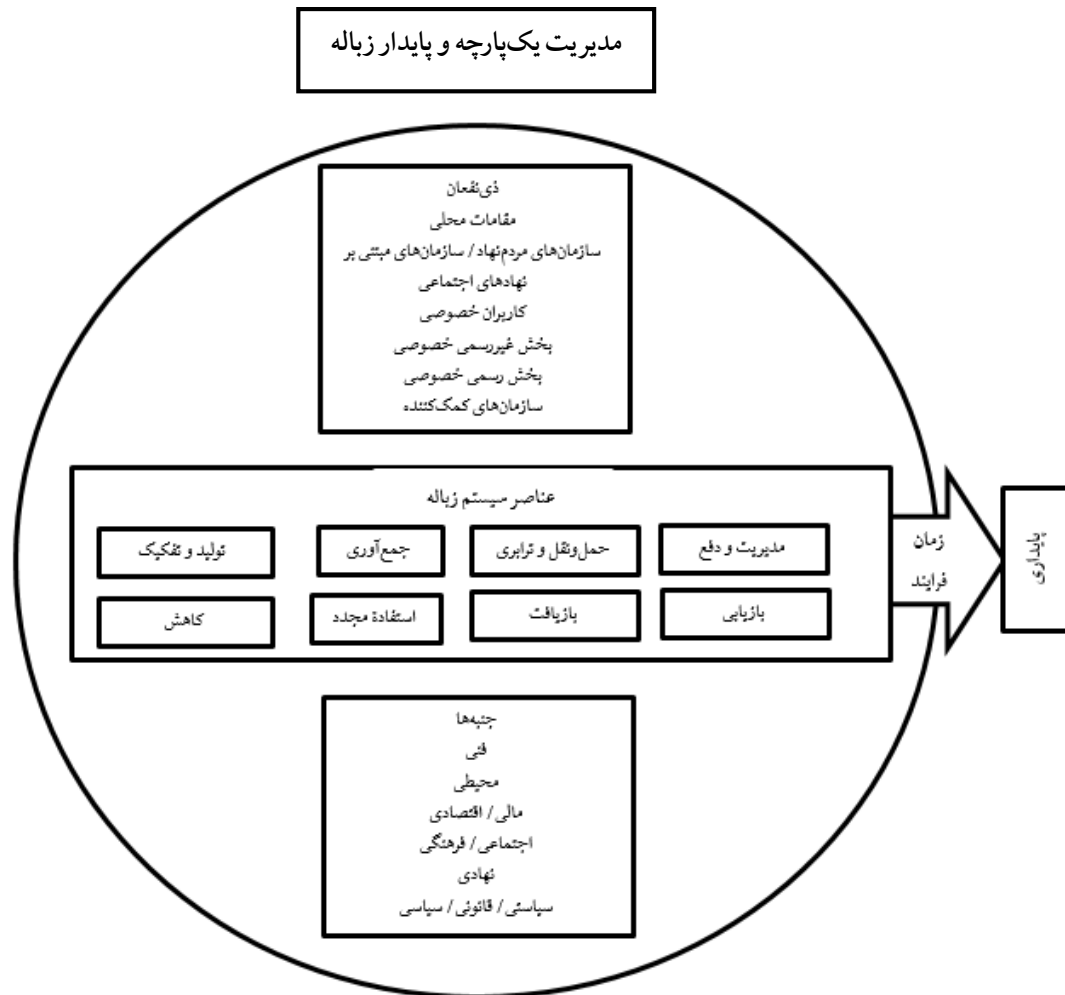 مدیریت یک‌پارچه و پایدار زباله
ذی‌نفعان
مقامات محلی
سازمان‌های مردم‌نهاد / سازمان‌های مبتنی بر
نهادهای اجتماعی
کاربران خصوصی
بخش غیررسمی خصوصی
بخش رسمی خصوصی
سازمان‌های کمک‌کننده
عناصر سیستم زباله
مدیریت و دفع
حمل‌ونقل و ترابری
جمع‌آوری
تولید و تفکیک
بازیابی
بازیافت
استفادۀ مجدد
کاهش
زمان
فرایند
پایداری
جنبه‌ها
فنی
محیطی
مالی / اقتصادی
اجتماعی / فرهنگی
نهادی
سیاستی / قانونی / سیاسی